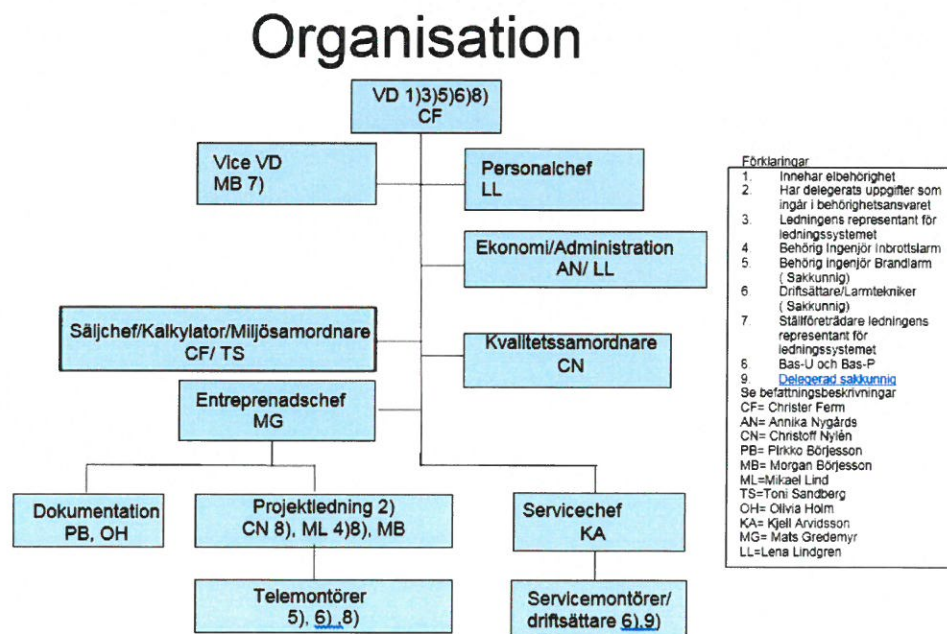 Organisation
VD 1)3)5)6)8)
CF
Vice VD
MB 7)
Personalchef
LL
Ekonomi/Administration
AN/ LL
Säljchef/Kalkylator/Miljösamordnare
CF/ TS
Kvalitetssamordnare
CN
Entreprenadschef
MG
Dokumentation
PB, OH
Projektledning 2)
CN 8), ML 4)8), MB
Servicechef
KA
Telemontörer
5), 6) ,8)
Servicemontörer/
driftsättare 6),9)
Förklaringar
1. Innehar elbehörighet
2. Har delegerats uppgifter som
ingår i behörighetsansvaret
3. Ledningens representant för
ledningssystemet
4 Behörig Ingenjör Inbrottslarm
5. Behörig ingenjör Brandlarm
( Sakkunnig)
6. Driftsättare/Larmtekniker
( Sakkunnig)
7. Ställföreträdare ledningens
representant för
ledningssystemet
8 Bas-U och Bas-P
9. Delegerad sakkunnig
Se befattningsbeskrivningar
CF= Christer Ferm
AN= Annika Nygårds
CN= Christoff Nylén
PB= Pirkko Börjesson
MB= Morgan Börjesson
ML=Mikael Lind
TS=Toni Sandberg
OH= Olivia Holm
KA= Kjell Arvidsson
MG= Mats Gredemyr
LL=Lena Lindgren